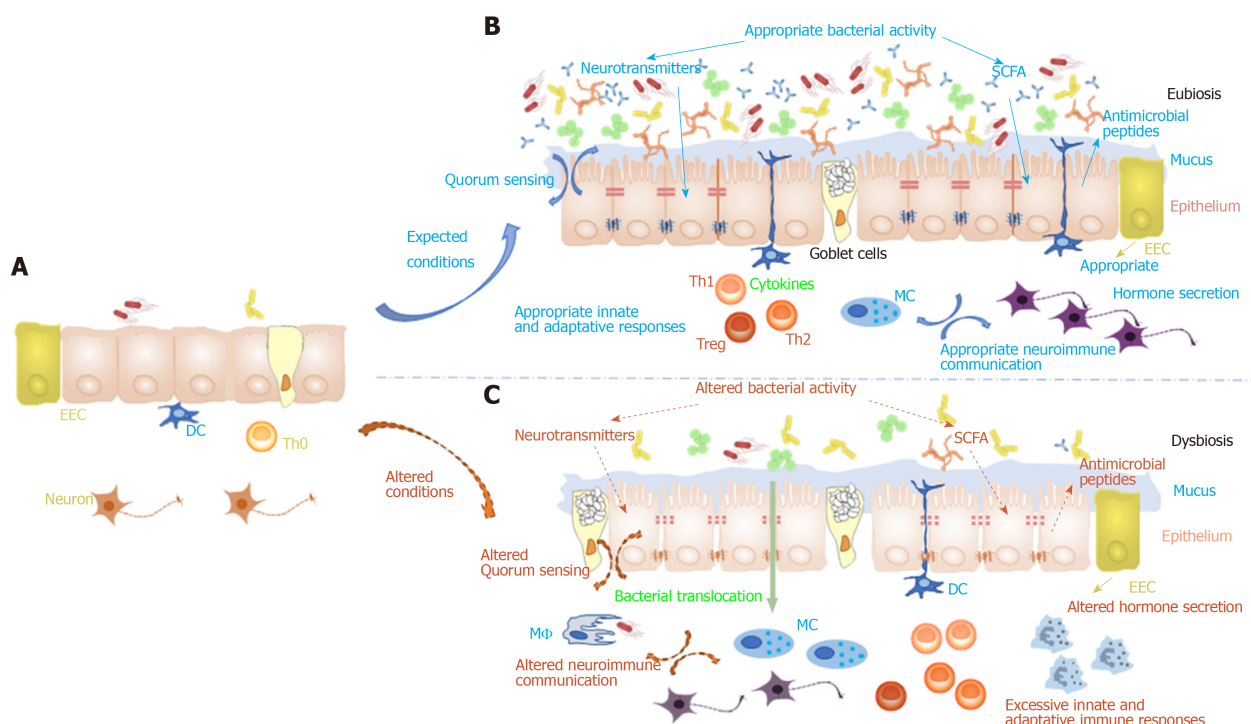 A
EEC
DC
Th0
Neuron
Expected
conditions
Altered
conditions
B
Appropriate bacterial activity
Neurotransmitters
SCFA
Eubiosis
Antimicrobial
peptides
Mucus
Quorum sensing
Epithelium
EEC
Goblet cells
Appropriate
Hormone secretion
Th1
Cytokines
MC
Appropriate innate
and adaptative responses
Treg
Th2
Appropriate neuroimmune
communication
C
Altered bacterial activity
Neurotransmitters
SCFA
Dysbiosis
Antimicrobial
peptides
Mucus
Epithelium
Altered
Quorum sensing
Bacterial translocation
DC
EEC
Altered hormone secretion
MΦ
MC
Altered neuroimmune
communication
Excessive innate and
adaptative immune responses